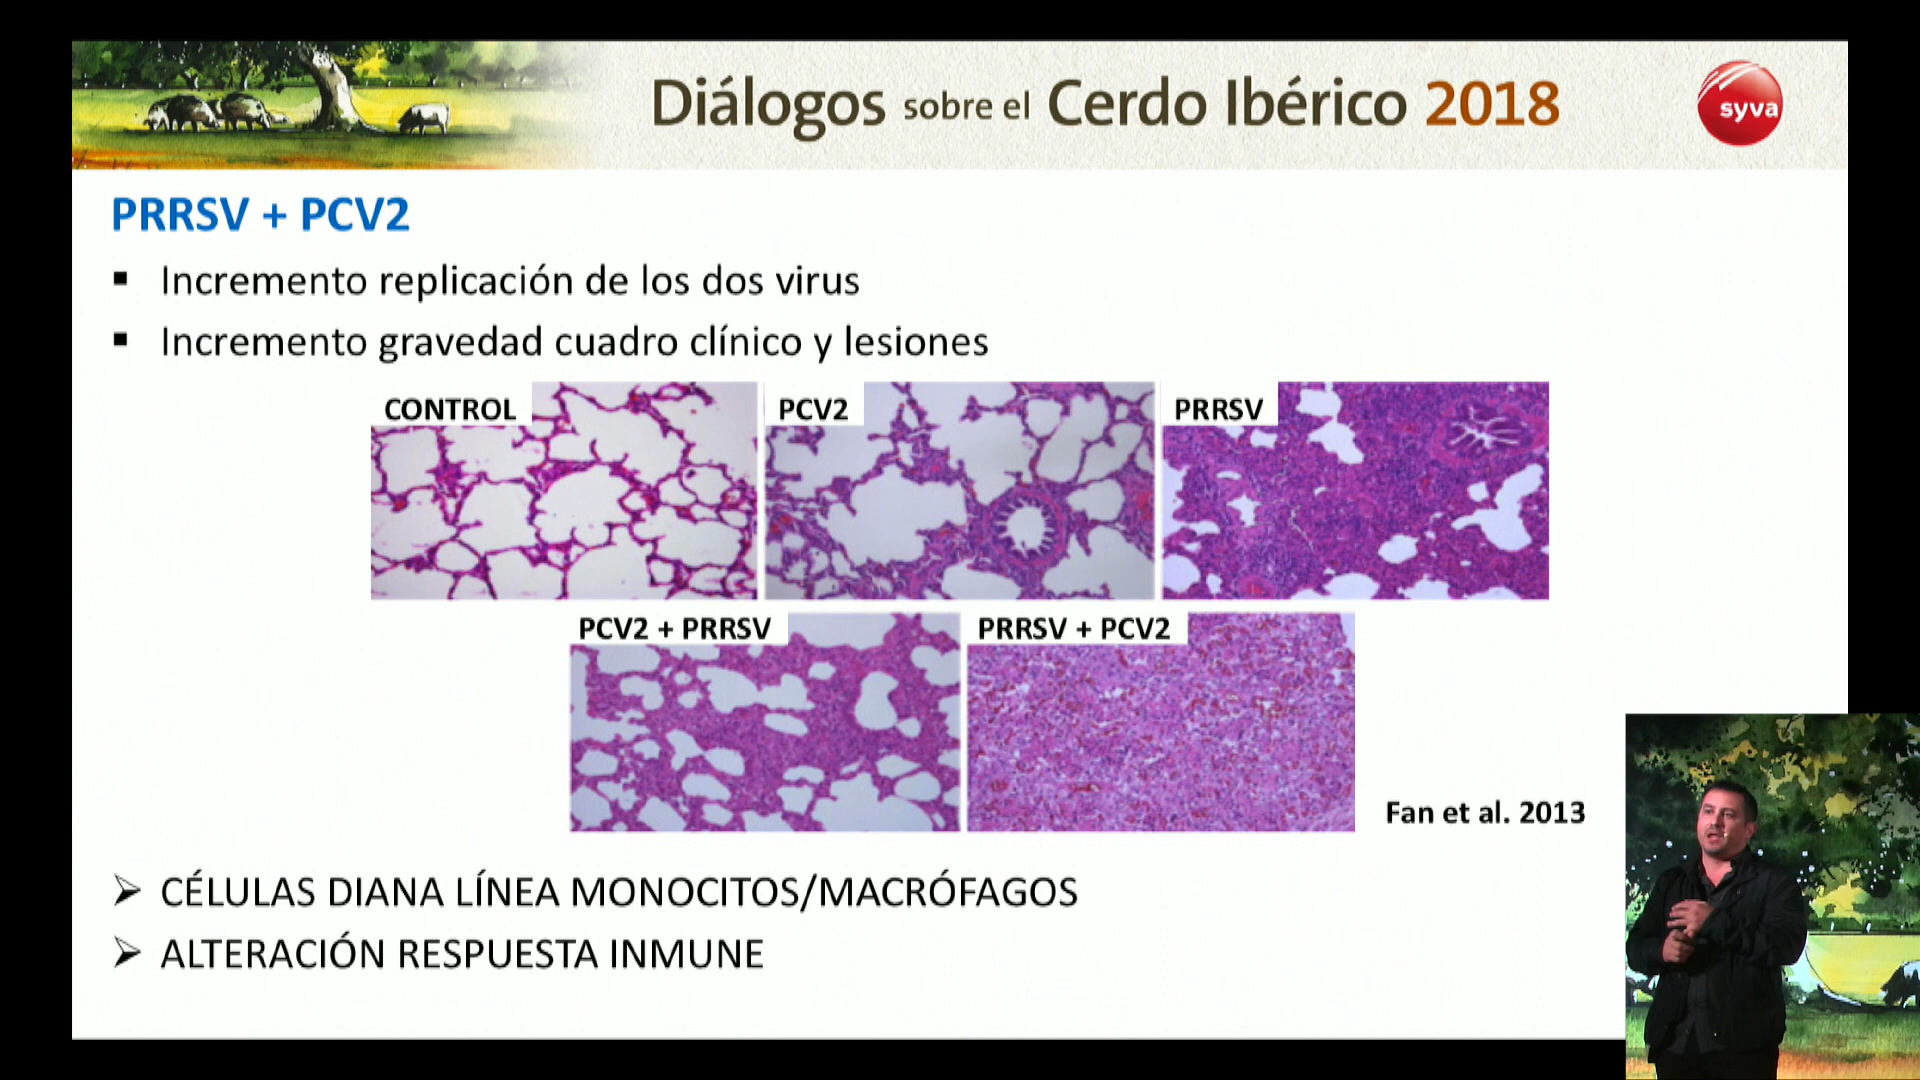 Diálogos sobre el Cerdo Ibérico 2018
syva
PRRSV + PCV2
▪ Incremento replicación de los dos virus
▪ Incremento gravedad cuadro clínico y lesiones
CONTROL
PCV2
PRRSV
PCV2 + PRRSV
PRRSV + PCV2
Fan et al. 2013
➢ CÉLULAS DIANA LÍNEA MONOCITOS/MACRÓFAGOS
➢ ALTERACIÓN RESPUESTA INMUNE